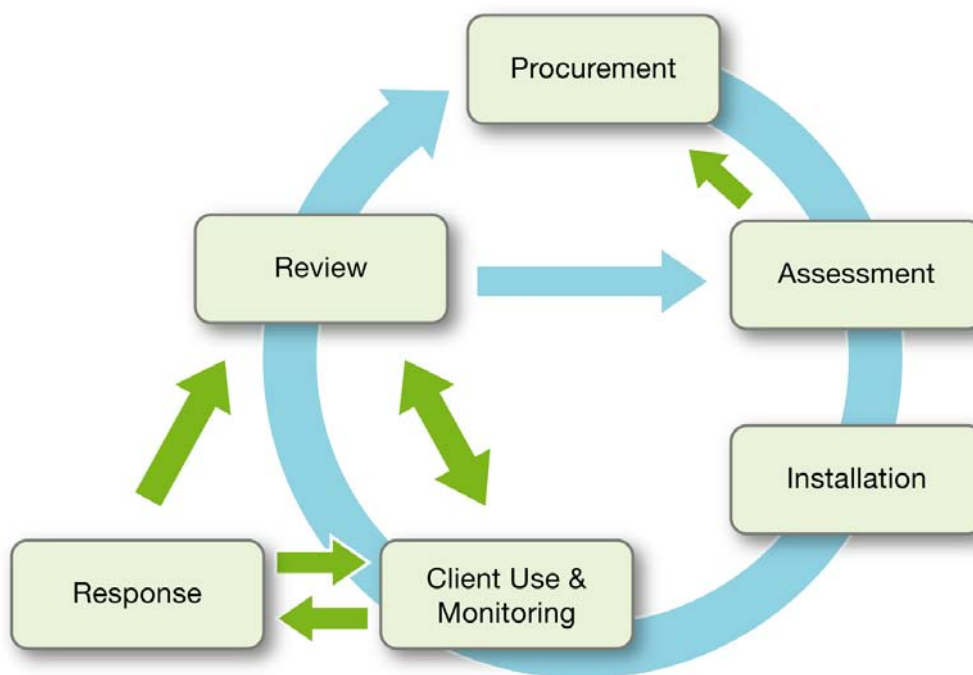 Procurement
Review
Assessment
Installation
Response
Client Use &
Monitoring